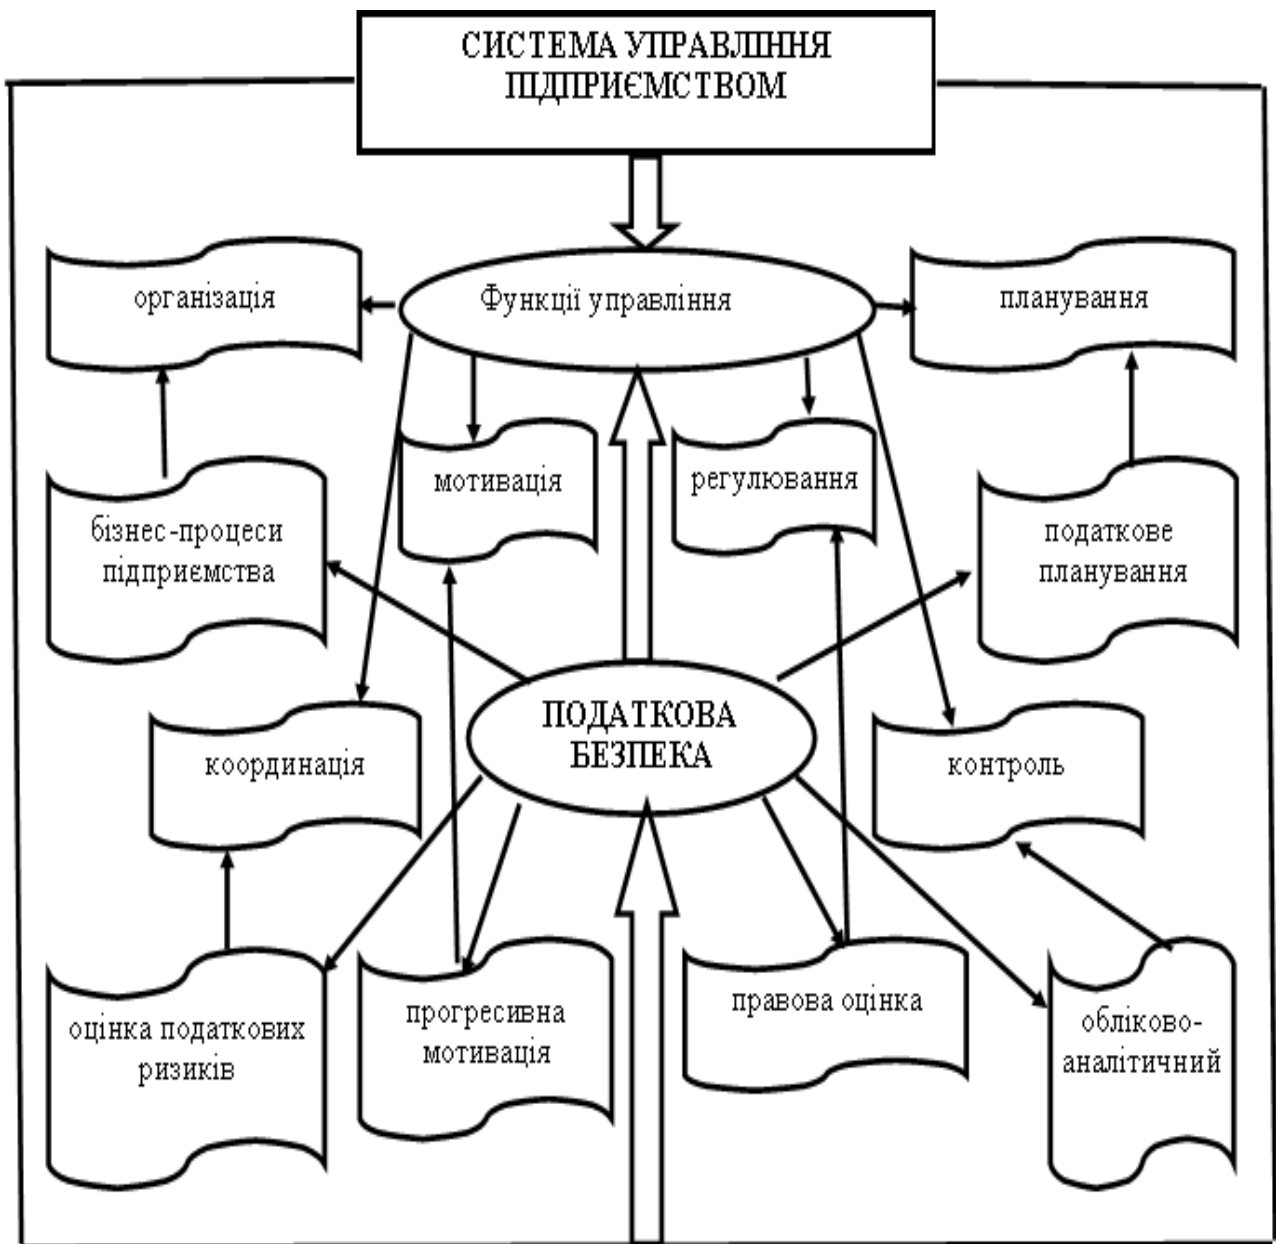 СИСТЕМА УПРАВЛІННЯ
ПІДПРИЄМСТВОМ
організація
Функції управління
планування
мотивація
регулювання
бізнес-процеси
підприємства
податкове
планування
ПОДАТКОВА
БЕЗПЕКА
координація
контроль
оцінка податкових
ризиків
прогресивна
мотивація
правова оцінка
обліково-
аналітичний